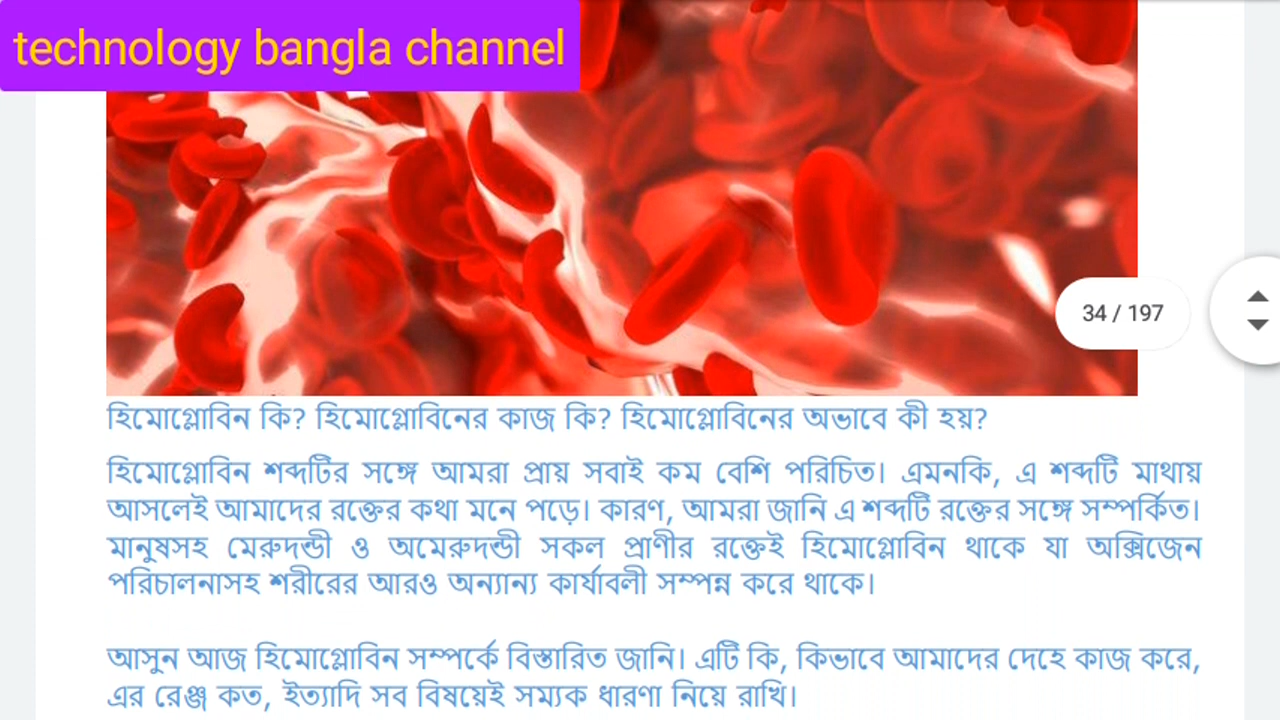 technology bangla channel
34 / 197
হিমোগ্লোবিন কি? হিমোগ্লোবিনের কাজ কি? হিমোগ্লোবিনের অভাবে কী হয়?
হিমোগ্লোবিন শব্দটির সঙ্গে আমরা প্রায় সবাই কম বেশি পরিচিত। এমনকি, এ শব্দটি মাথায়
আসলেই আমাদের রক্তের কথা মনে পড়ে। কারণ, আমরা জানি এ শব্দটি রক্তের সঙ্গে সম্পর্কিত।
মানুষসহ মেরুদন্ডী ও অমেরুদন্ডী সকল প্রাণীর রক্তেই হিমোগ্লোবিন থাকে যা অক্সিজেন
পরিচালনাসহ শরীরের আরও অন্যান্য কার্যাবলী সম্পন্ন করে থাকে।
আসুন আজ হিমোগ্লোবিন সম্পর্কে বিস্তারিত জানি। এটি কি, কিভাবে আমাদের দেহে কাজ করে,
এর রেঞ্জ কত, ইত্যাদি সব বিষয়েই সম্যক ধারণা নিয়ে রাখি।